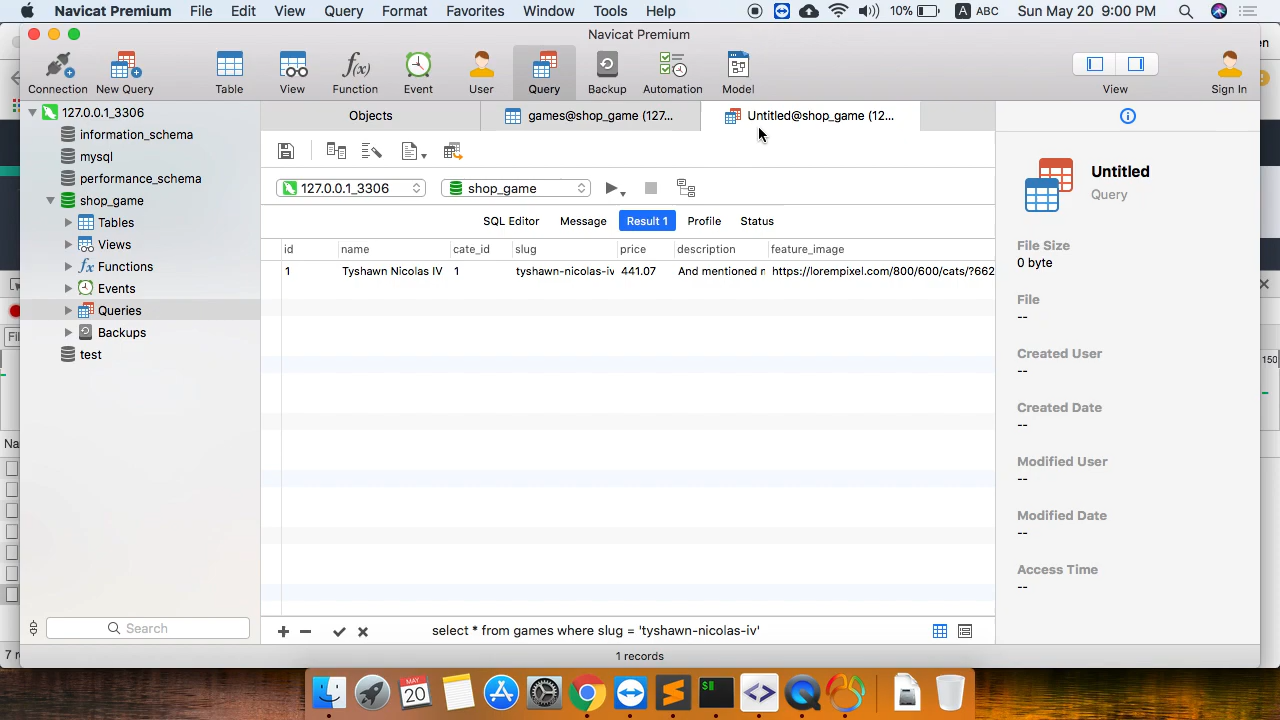 Navicat Premium File Edit View Query Format Favorites Window Tools Help 10% A ABC Sun May 20 9:00 PM
Navicat Premium
Connection New Query Table View Function Event User Query Backup Automation Model View Sign In
127.0.0.1_3306
information_schema
mysql
performance_schema
shop_game
Tables
Views
Functions
Events
Queries
Backups
test
Search
Objects games@shop_game (127... Untitled@shop_game (12...
127.0.0.1_3306 shop_game
SQL Editor Message Result 1 Profile Status
id name cate_id slug price description feature_image
1 Tyshawn Nicolas IV 1 tyshawn-nicolas-iv 441.07 And mentioned https://lorempixel.com/800/600/cats/?662
select * from games where slug = 'tyshawn-nicolas-iv'
1 records
Untitled
Query
File Size
0 byte
File
--
Created User
--
Created Date
--
Modified User
--
Modified Date
--
Access Time
--
MAY
20